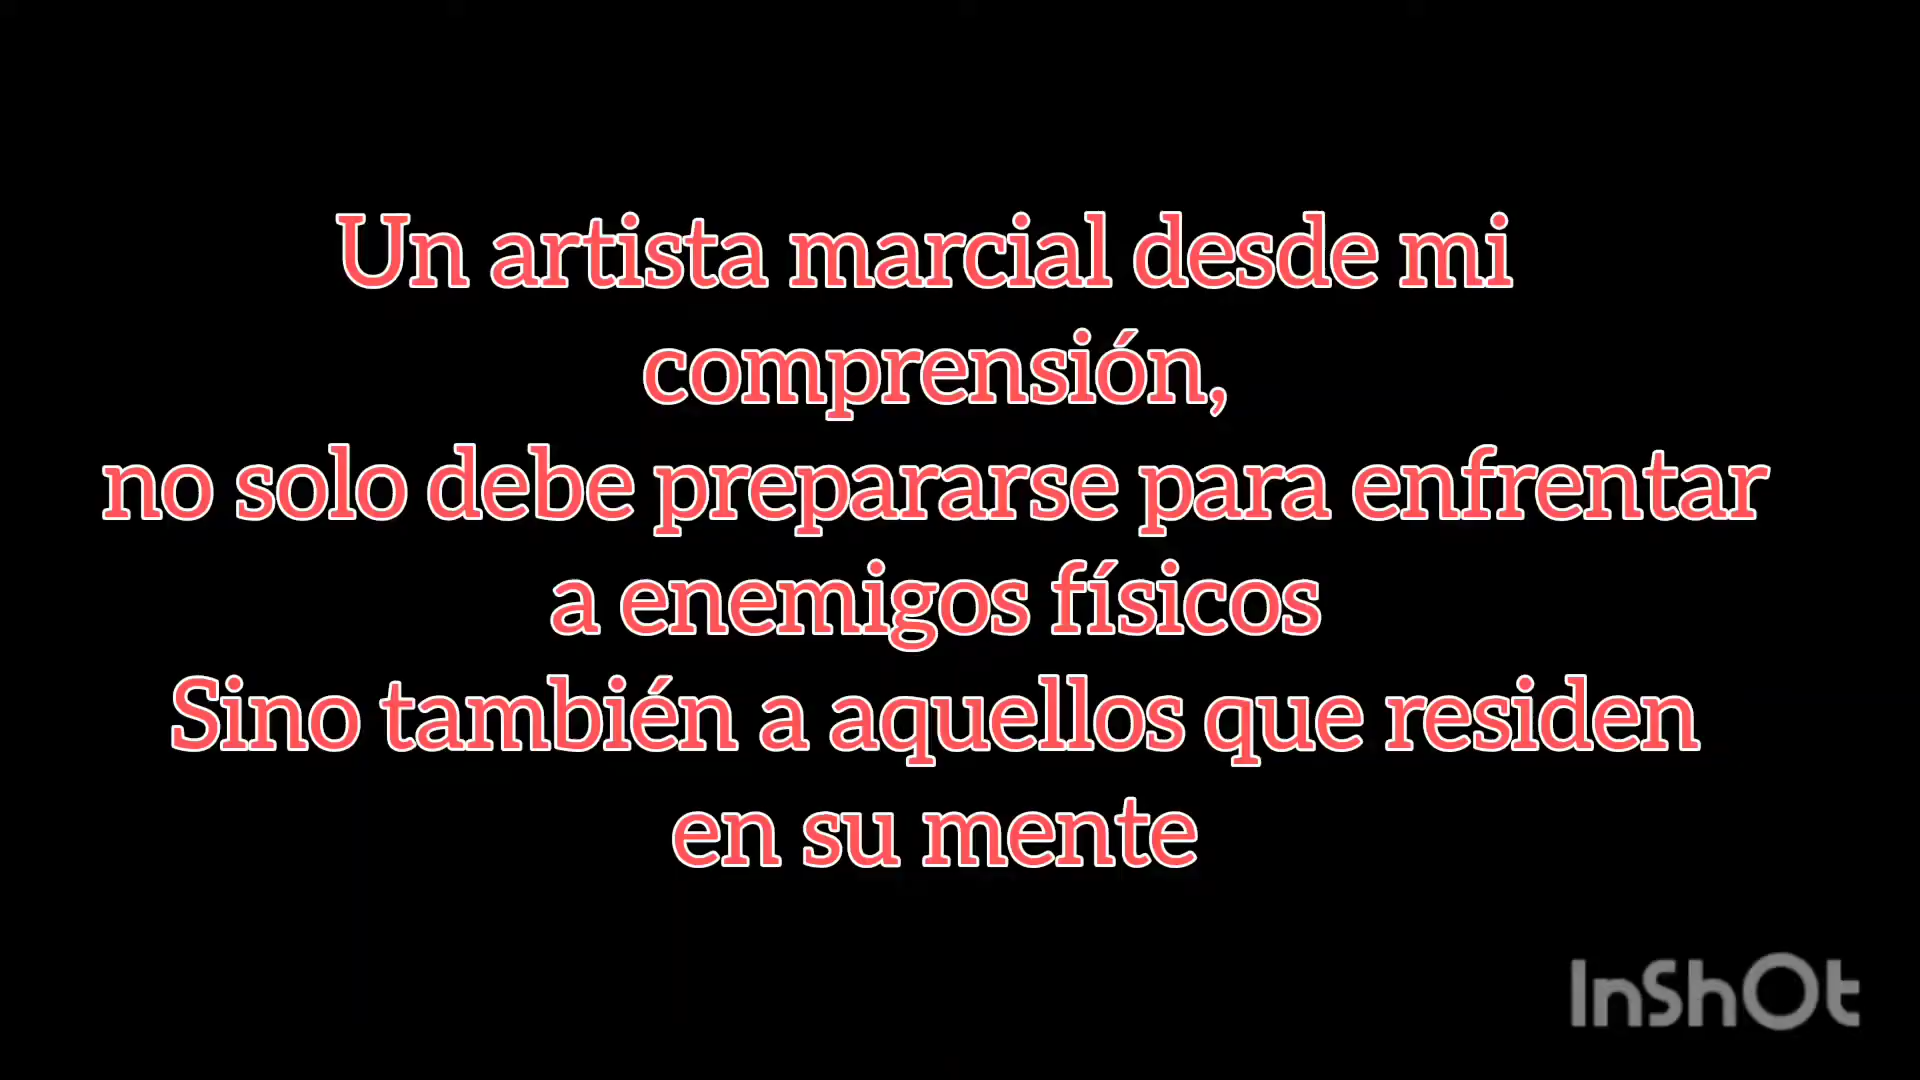 Un artista marcial desde mi
comprensión,
no solo debe prepararse para enfrentar
a enemigos físicos
Sino también a aquellos que residen
en su mente
InShOt